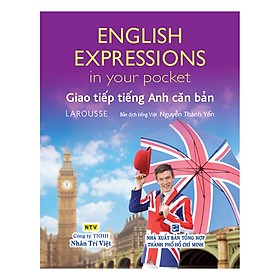 ENGLISH
EXPRESSIONS
in your pocket
Giao tiếp tiếng Anh căn bản
LAROUSSE Bản dịch tiếng Việt Nguyễn Thành Yến
NTV
Công ty TNHH
Nhân Trí Việt
NHÀ XUẤT BẢN TỔNG HỢP
THÀNH PHỐ HỒ CHÍ MINH